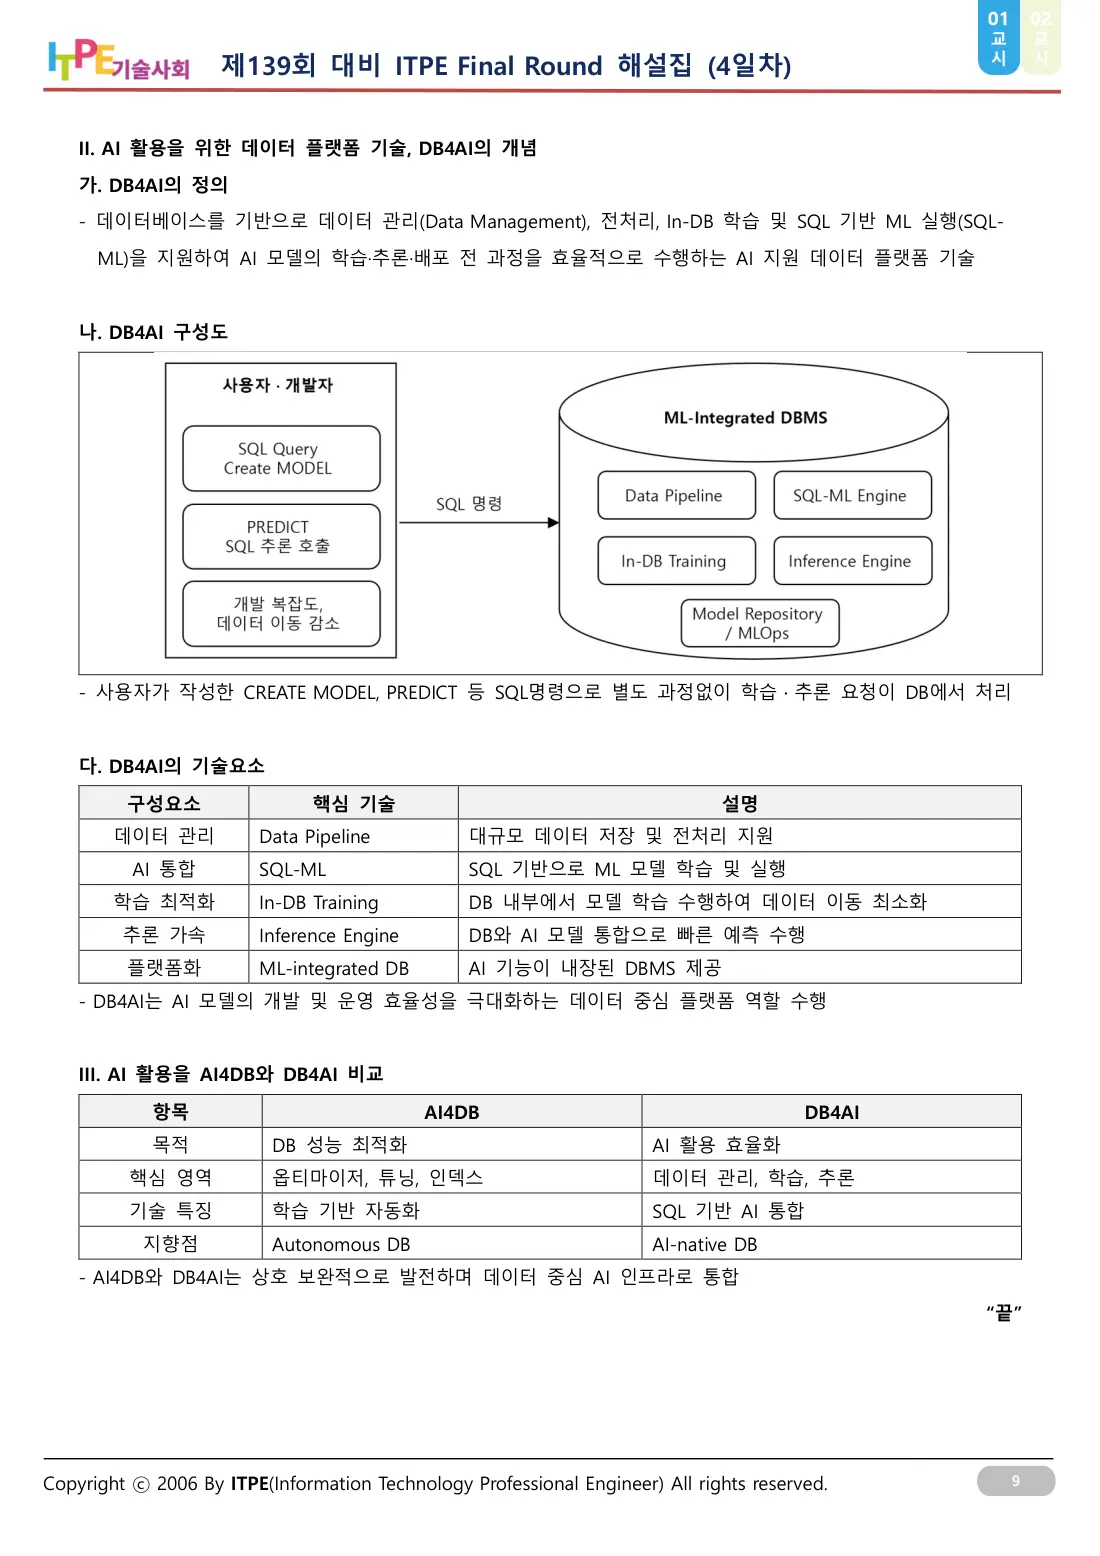 ITPE기술사회 제139회 대비 ITPE Final Round 해설집 (4일차)
01 교시
02 교시
II. AI 활용을 위한 데이터 플랫폼 기술, DB4AI의 개념
가. DB4AI의 정의
- 데이터베이스를 기반으로 데이터 관리(Data Management), 전처리, In-DB 학습 및 SQL 기반 ML 실행(SQL-
ML)을 지원하여 AI 모델의 학습·추론·배포 전 과정을 효율적으로 수행하는 AI 지원 데이터 플랫폼 기술
나. DB4AI 구성도
사용자 · 개발자
SQL Query
Create MODEL
PREDICT
SQL 추론 호출
개발 복잡도,
데이터 이동 감소
SQL 명령
ML-Integrated DBMS
Data Pipeline
SQL-ML Engine
In-DB Training
Inference Engine
Model Repository
/ MLOps
- 사용자가 작성한 CREATE MODEL, PREDICT 등 SQL명령으로 별도 과정없이 학습 · 추론 요청이 DB에서 처리
다. DB4AI의 기술요소
구성요소 핵심 기술 설명
데이터 관리 Data Pipeline 대규모 데이터 저장 및 전처리 지원
AI 통합 SQL-ML SQL 기반으로 ML 모델 학습 및 실행
학습 최적화 In-DB Training DB 내부에서 모델 학습 수행하여 데이터 이동 최소화
추론 가속 Inference Engine DB와 AI 모델 통합으로 빠른 예측 수행
플랫폼화 ML-integrated DB AI 기능이 내장된 DBMS 제공
- DB4AI는 AI 모델의 개발 및 운영 효율성을 극대화하는 데이터 중심 플랫폼 역할 수행
III. AI 활용을 AI4DB와 DB4AI 비교
항목 AI4DB DB4AI
목적 DB 성능 최적화 AI 활용 효율화
핵심 영역 옵티마이저, 튜닝, 인덱스 데이터 관리, 학습, 추론
기술 특징 학습 기반 자동화 SQL 기반 AI 통합
지향점 Autonomous DB AI-native DB
- AI4DB와 DB4AI는 상호 보완적으로 발전하며 데이터 중심 AI 인프라로 통합
“끝”
Copyright ⓒ 2006 By ITPE(Information Technology Professional Engineer) All rights reserved.
9